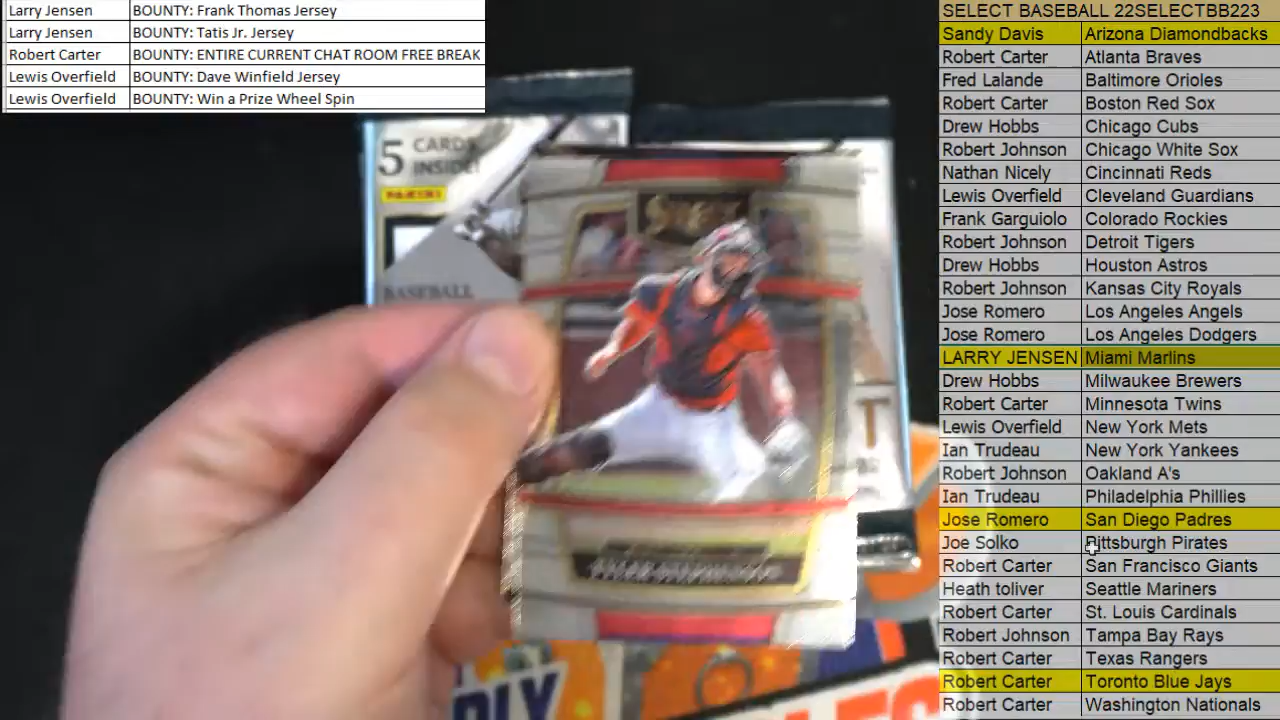 Larry Jensen BOUNTY: Frank Thomas Jersey
Larry Jensen BOUNTY: Tatis Jr. Jersey
Robert Carter BOUNTY: ENTIRE CURRENT CHAT ROOM FREE BREAK
Lewis Overfield BOUNTY: Dave Winfield Jersey
Lewis Overfield BOUNTY: Win a Prize Wheel Spin
5 CARDS
INSIDE!
PANINI
BASEBALL
SELECT
SELECT BASEBALL 22SELECTBB223
Sandy Davis Arizona Diamondbacks
Robert Carter Atlanta Braves
Fred Lalande Baltimore Orioles
Robert Carter Boston Red Sox
Drew Hobbs Chicago Cubs
Robert Johnson Chicago White Sox
Nathan Nicely Cincinnati Reds
Lewis Overfield Cleveland Guardians
Frank Garguiolo Colorado Rockies
Robert Johnson Detroit Tigers
Drew Hobbs Houston Astros
Robert Johnson Kansas City Royals
Jose Romero Los Angeles Angels
Jose Romero Los Angeles Dodgers
LARRY JENSEN Miami Marlins
Drew Hobbs Milwaukee Brewers
Robert Carter Minnesota Twins
Lewis Overfield New York Mets
Ian Trudeau New York Yankees
Robert Johnson Oakland A's
Ian Trudeau Philadelphia Phillies
Jose Romero San Diego Padres
Joe Solko Pittsburgh Pirates
Robert Carter San Francisco Giants
Heath toliver Seattle Mariners
Robert Carter St. Louis Cardinals
Robert Johnson Tampa Bay Rays
Robert Carter Texas Rangers
Robert Carter Toronto Blue Jays
Robert Carter Washington Nationals